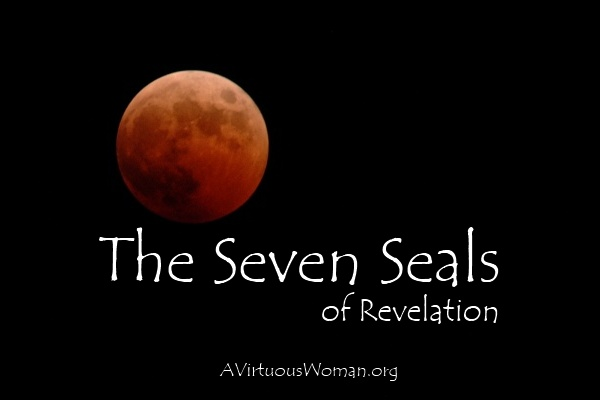 The Seven Seals
of Revelation
AVirtuousWoman.org